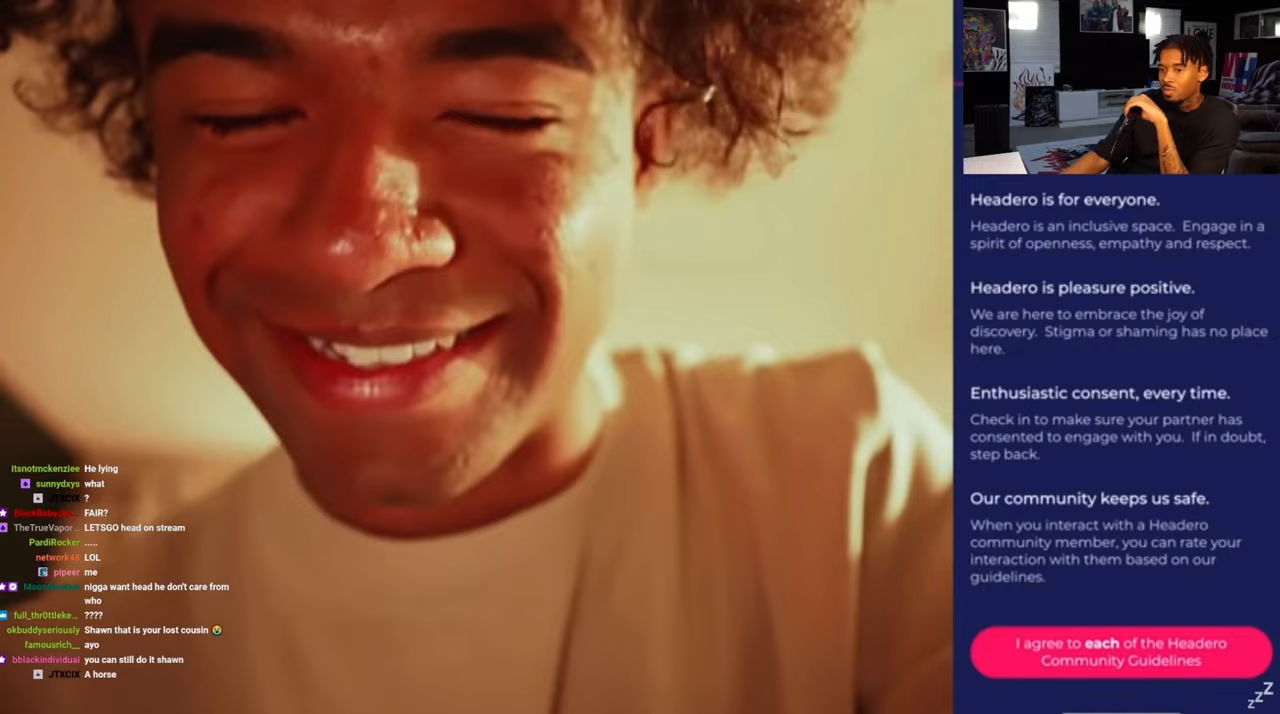 LOVE
Headero is for everyone.
Headero is an inclusive space. Engage in a
spirit of openness, empathy and respect.
Headero is pleasure positive.
We are here to embrace the joy of
discovery. Stigma or shaming has no place
here.
Enthusiastic consent, every time.
Check in to make sure your partner has
consented to engage with you. If in doubt,
step back.
Our community keeps us safe.
When you interact with a Headero
community member, you can rate your
interaction with them based on our
guidelines.
I agree to each of the Headero
Community Guidelines
zzZ
itsnotmckenziee He lying
sunnydxys what
JTXCIX ?
FAIR?
TheTrueVapor... LETSGO head on stream
PardiRocker .....
network48 LOL
pipeer me
nigga want head he don't care from
who
full_thr0ttleke... ????
okbuddyseriously Shawn that is your lost cousin 😭
famousrich__ ayo
bblackindividual you can still do it shawn
JTXCIX A horse